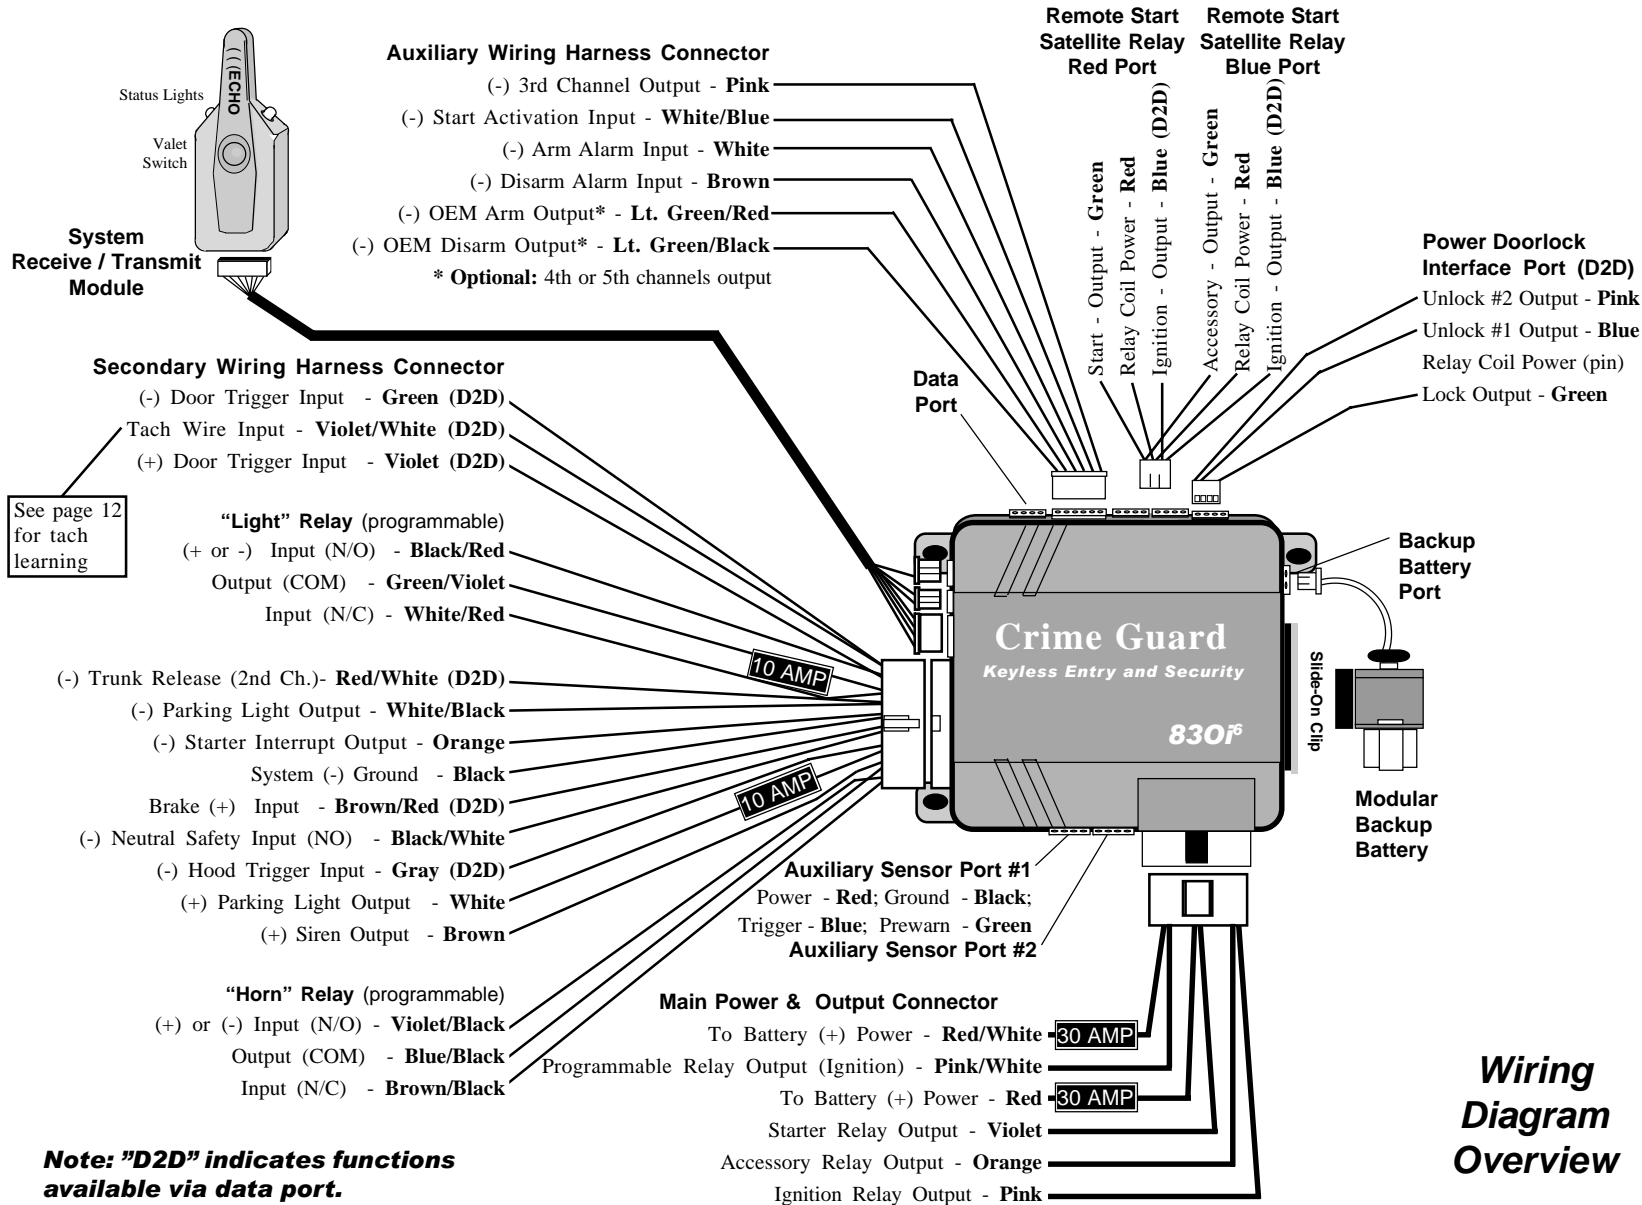 ECHO
Status Lights
Valet
Switch
System
Receive / Transmit
Module
Auxiliary Wiring Harness Connector
(-) 3rd Channel Output - Pink
(-) Start Activation Input - White/Blue
(-) Arm Alarm Input - White
(-) Disarm Alarm Input - Brown
(-) OEM Arm Output* - Lt. Green/Red
(-) OEM Disarm Output* - Lt. Green/Black
* Optional: 4th or 5th channels output
Remote Start
Satellite Relay
Red Port
Start - Output - Green
Relay Coil Power - Red
Ignition - Output - Blue (D2D)
Remote Start
Satellite Relay
Blue Port
Accessory - Output - Green
Relay Coil Power - Red
Ignition - Output - Blue (D2D)
Power Doorlock
Interface Port (D2D)
Unlock #2 Output - Pink
Unlock #1 Output - Blue
Relay Coil Power (pin)
Lock Output - Green
Data
Port
Secondary Wiring Harness Connector
(-) Door Trigger Input - Green (D2D)
Tach Wire Input - Violet/White (D2D)
(+) Door Trigger Input - Violet (D2D)
See page 12
for tach
learning
"Light" Relay (programmable)
(+ or -) Input (N/O) - Black/Red
Output (COM) - Green/Violet
Input (N/C) - White/Red
10 AMP
(-) Trunk Release (2nd Ch.)- Red/White (D2D)
(-) Parking Light Output - White/Black
(-) Starter Interrupt Output - Orange
System (-) Ground - Black
Brake (+) Input - Brown/Red (D2D)
(-) Neutral Safety Input (NO) - Black/White
(-) Hood Trigger Input - Gray (D2D)
(+) Parking Light Output - White
(+) Siren Output - Brown
10 AMP
"Horn" Relay (programmable)
(+) or (-) Input (N/O) - Violet/Black
Output (COM) - Blue/Black
Input (N/C) - Brown/Black
Crime Guard
Keyless Entry and Security
830i6
Backup
Battery
Port
Slide-On Clip
Modular
Backup
Battery
Auxiliary Sensor Port #1
Power - Red; Ground - Black;
Trigger - Blue; Prewarn - Green
Auxiliary Sensor Port #2
Main Power & Output Connector
To Battery (+) Power - Red/White 30 AMP
Programmable Relay Output (Ignition) - Pink/White
To Battery (+) Power - Red 30 AMP
Starter Relay Output - Violet
Accessory Relay Output - Orange
Ignition Relay Output - Pink
Note: "D2D" indicates functions
available via data port.
Wiring
Diagram
Overview